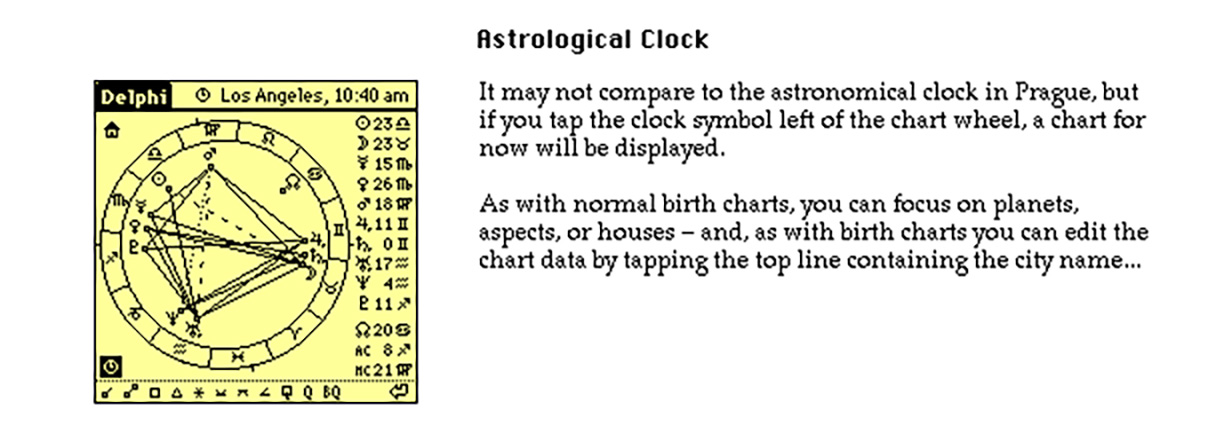 Astrological Clock
Delphi
Los Angeles, 10:40 am
☉23♎
☽23♉
☿15♏
♀26♏
♂18♍
♃11♊
♄ 0♊
♅17♒
♆ 4♒
♇11♐
☊20♋
AC 8♐
MC21♍
Q BQ
It may not compare to the astronomical clock in Prague, but
if you tap the clock symbol left of the chart wheel, a chart for
now will be displayed.
As with normal birth charts, you can focus on planets,
aspects, or houses – and, as with birth charts you can edit the
chart data by tapping the top line containing the city name...